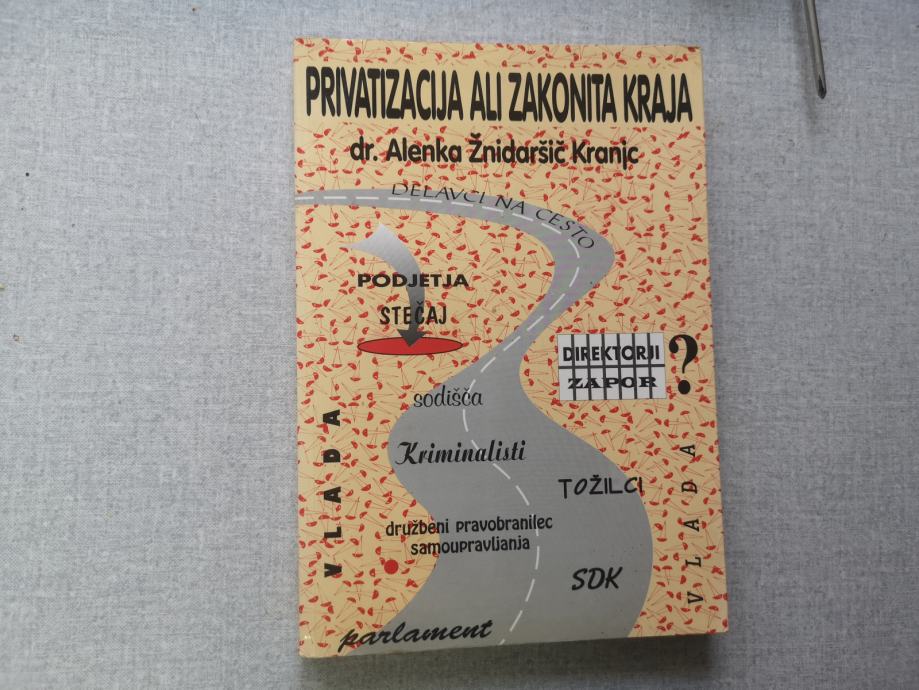 PRIVATIZACIJA ALI ZAKONITA KRAJA
dr. Alenka Žnidaršič Kranjc
DELAVCI NA CESTO
PODJETJA
STEČAJ
DIREKTORJI
ZAPOR
?
sodišča
Kriminalisti
TOŽILCI
družbeni pravobranilec
samoupravljanja
SDK
parlament
VLADA
VLADA